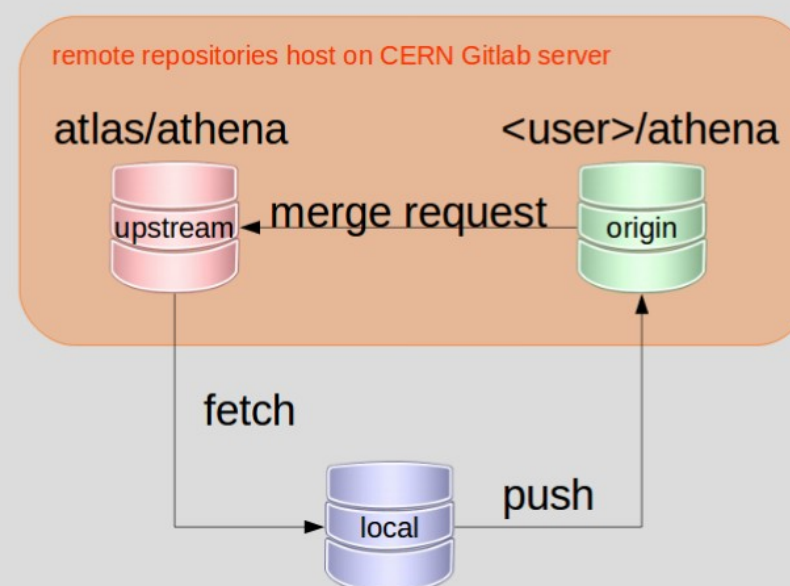 remote repositories host on CERN Gitlab server
atlas/athena
<user>/athena
upstream
merge request
origin
fetch
push
local